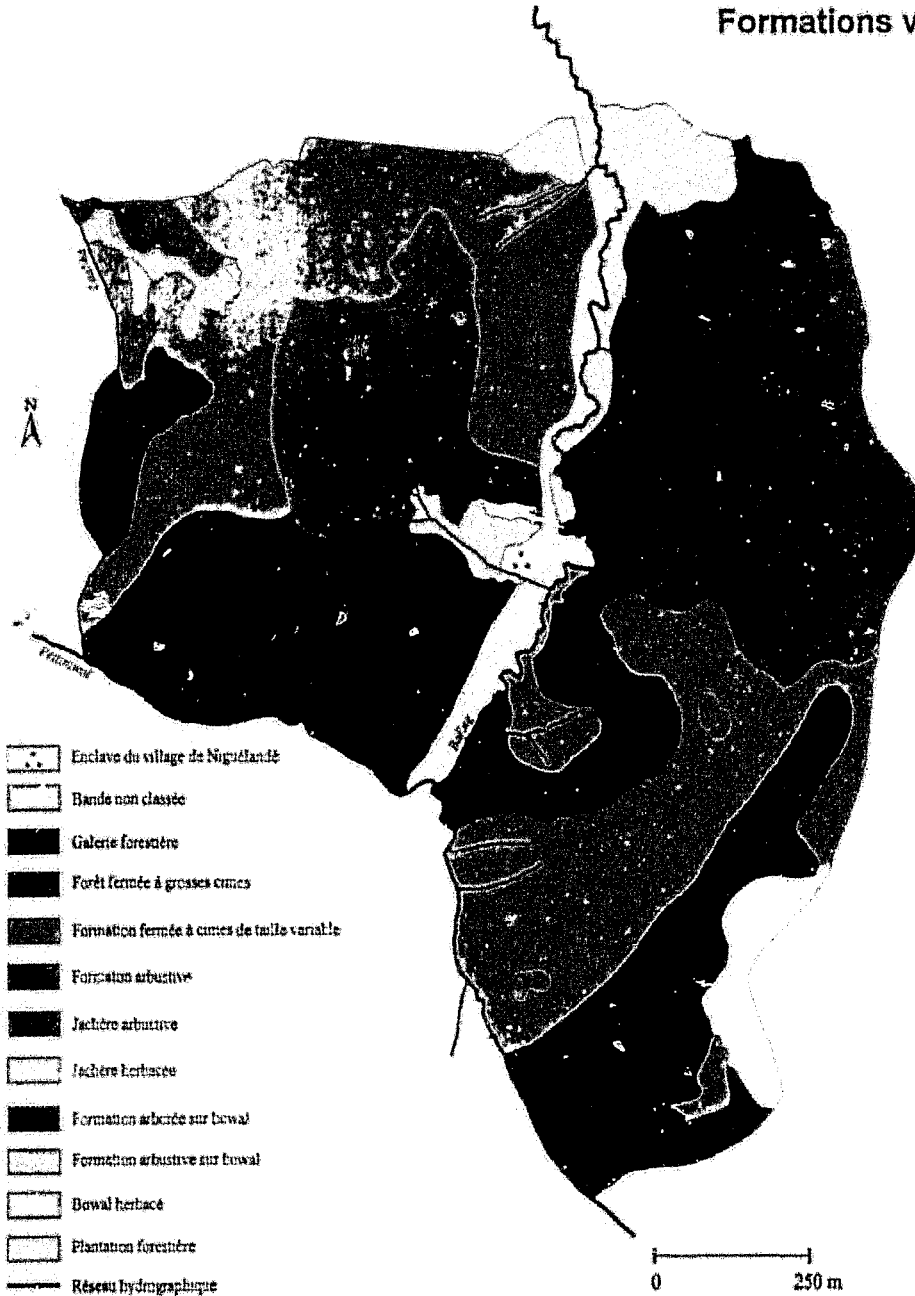 Formations v
N
Enclave du village de Niguélandé
Bande non classée
Galerie forestière
Forêt fermée à grosses cimes
Formation fermée à cimes de taille variable
Formaton arbustive
Jachère arbustive
Jachère herbacée
Formation arborée sur bowal
Formation arbustive sur bowal
Bowal herbacé
Plantation forestière
Réseau hydrographique
0 250 m